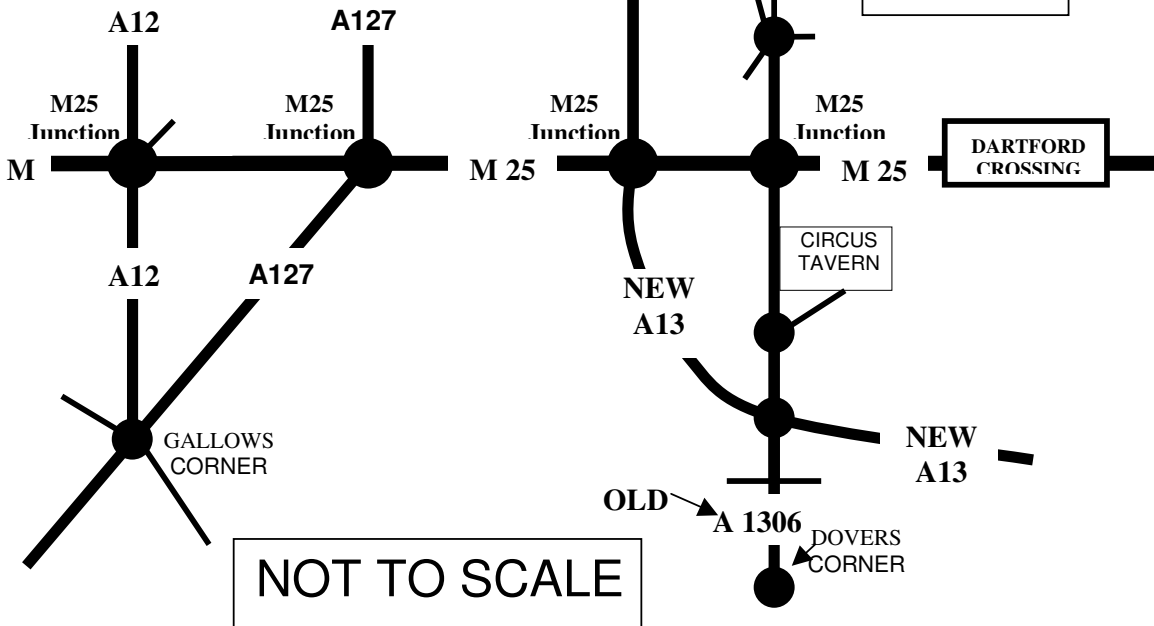 A12
A127
M25
Junction
M25
Junction
M25
Junction
M25
Junction
M
M 25
M 25
DARTFORD
CROSSING
CIRCUS
TAVERN
A12
A127
NEW
A13
GALLOWS
CORNER
NEW
A13
OLD
A 1306
DOVERS
CORNER
NOT TO SCALE